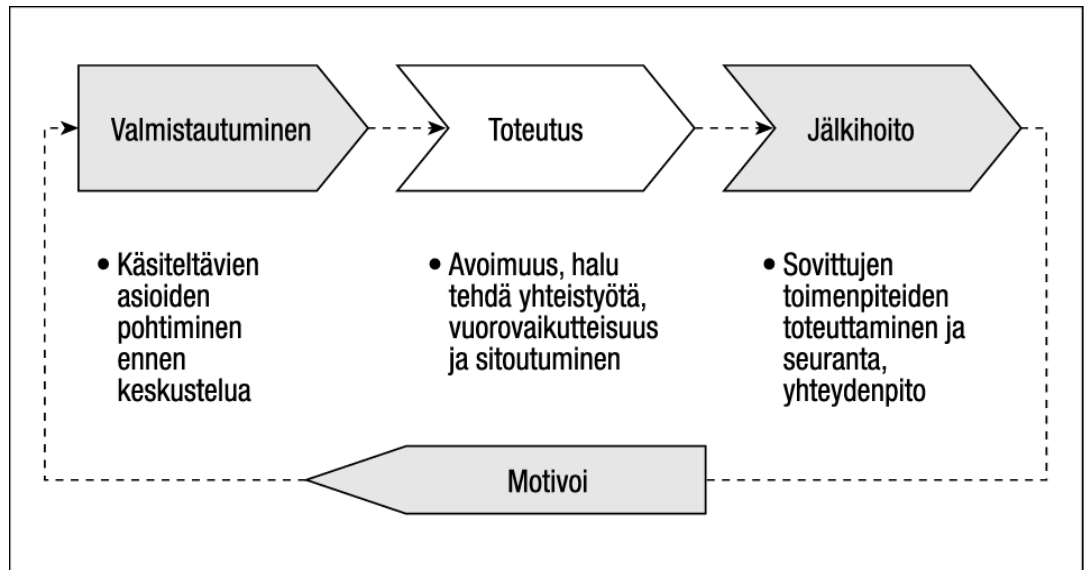 Valmistautuminen
Toteutus
Jälkihoito
• Käsiteltävien
asioiden
pohtiminen
ennen
keskustelua
• Avoimuus, halu
tehdä yhteistyötä,
vuorovaikutteisuus
ja sitoutuminen
• Sovittujen
toimenpiteiden
toteuttaminen ja
seuranta,
yhteydenpito
Motivoi